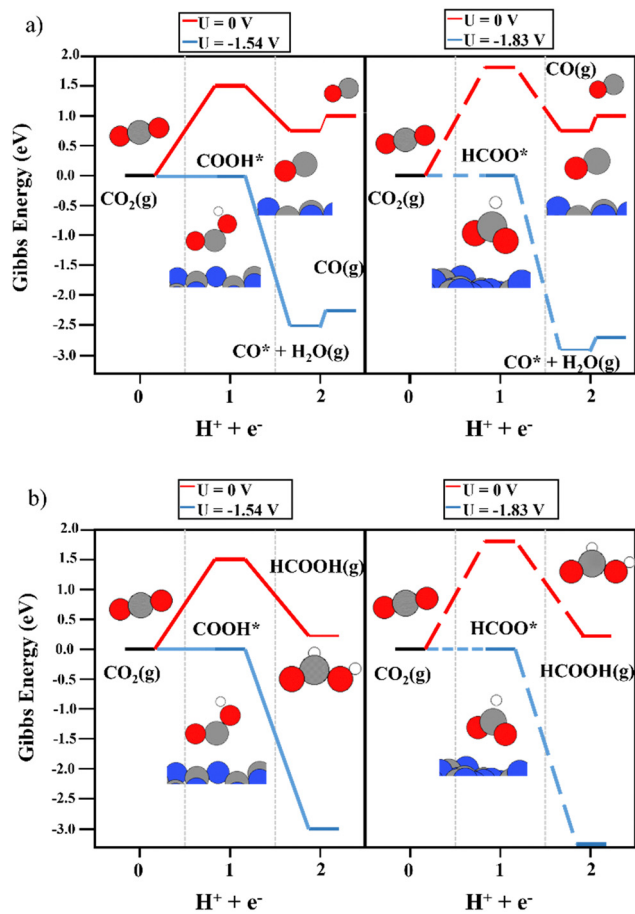 a)
U = 0 V
U = -1.54 V
U = 0 V
U = -1.83 V
Gibbs Energy (eV)
2.0
1.5
1.0
0.5
0.0
-0.5
-1.0
-1.5
-2.0
-2.5
-3.0
CO₂(g)
COOH*
CO(g)
CO* + H₂O(g)
CO₂(g)
HCOO*
CO(g)
CO* + H₂O(g)
0 1 2
0 1 2
H⁺ + e⁻
H⁺ + e⁻
b)
U = 0 V
U = -1.54 V
U = 0 V
U = -1.83 V
Gibbs Energy (eV)
2.0
1.5
1.0
0.5
0.0
-0.5
-1.0
-1.5
-2.0
-2.5
-3.0
CO₂(g)
COOH*
HCOOH(g)
CO₂(g)
HCOO*
HCOOH(g)
0 1 2
0 1 2
H⁺ + e⁻
H⁺ + e⁻